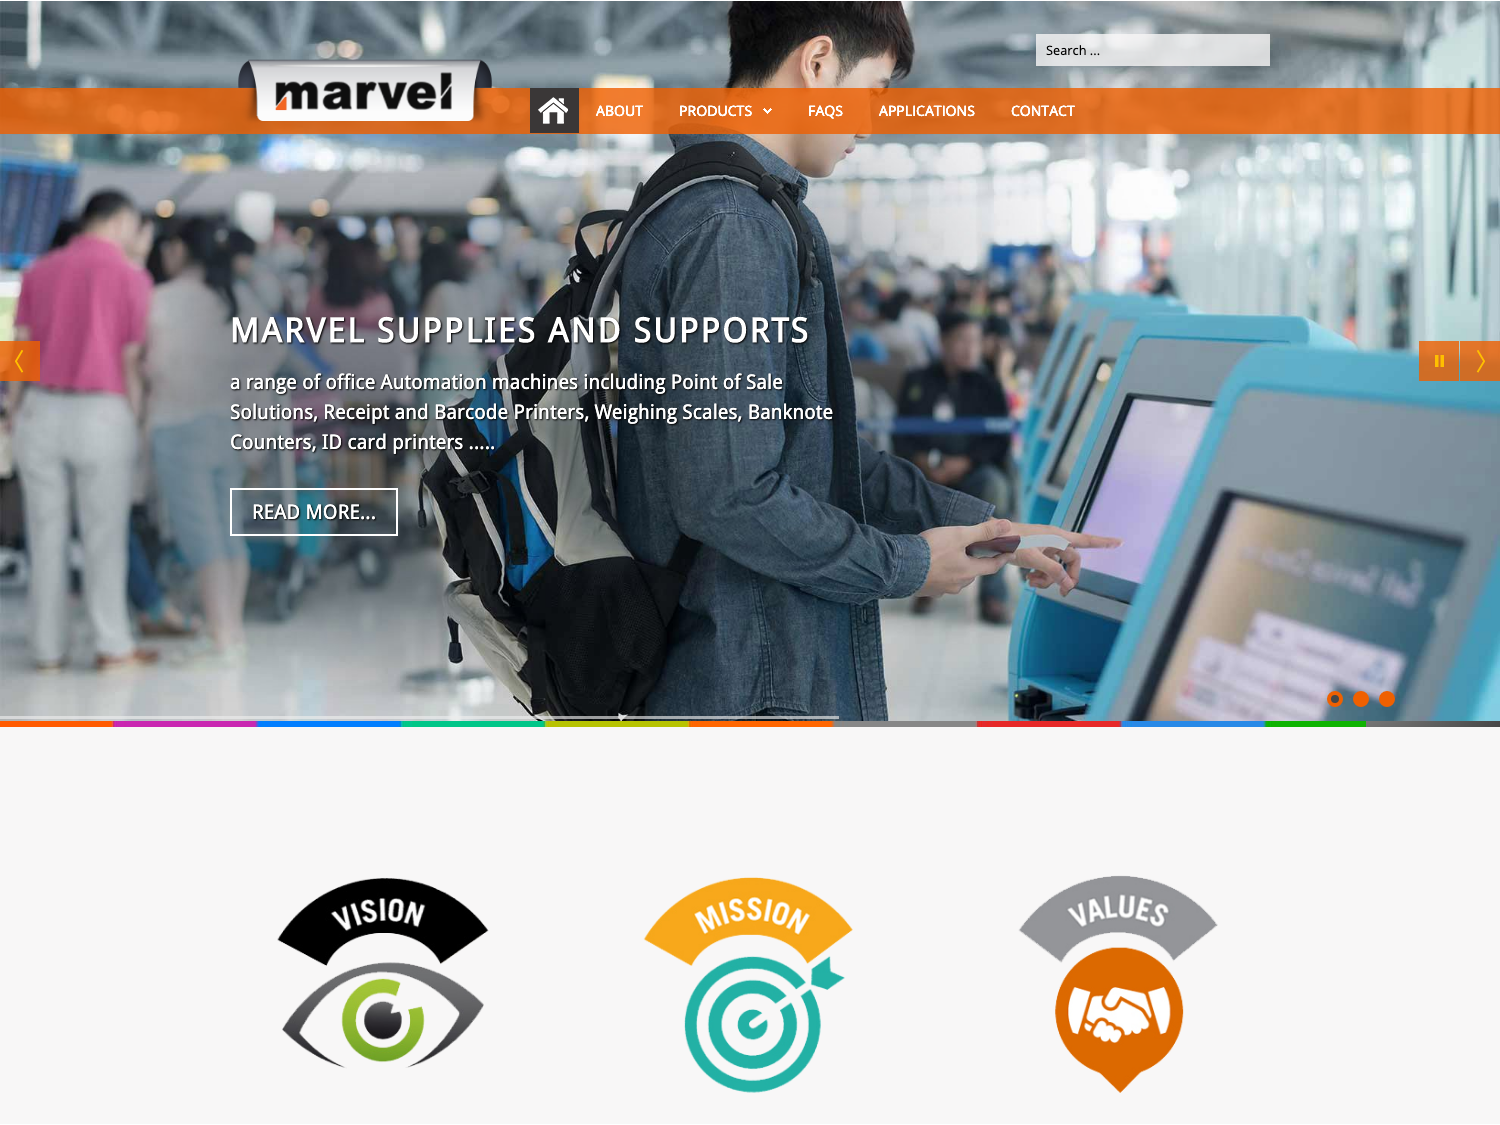 Search ...
marvel
ABOUT
PRODUCTS
FAQS
APPLICATIONS
CONTACT
MARVEL SUPPLIES AND SUPPORTS
a range of office Automation machines including Point of Sale
Solutions, Receipt and Barcode Printers, Weighing Scales, Banknote
Counters, ID card printers .....
READ MORE...
VISION
MISSION
VALUES